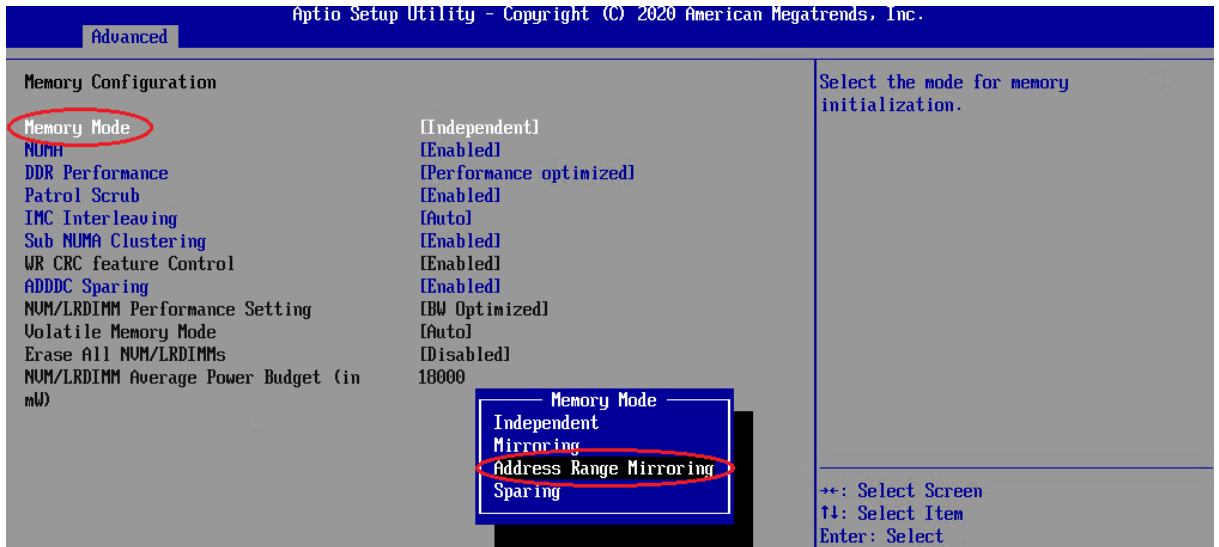 Aptio Setup Utility - Copyright (C) 2020 American Megatrends, Inc.
Advanced
Memory Configuration
Memory Mode [Independent]
NUMA [Enabled]
DDR Performance [Performance optimized]
Patrol Scrub [Enabled]
IMC Interleaving [Auto]
Sub NUMA Clustering [Enabled]
WR CRC feature Control [Enabled]
ADDDC Sparing [Enabled]
NVM/LRDIMM Performance Setting [BW Optimized]
Volatile Memory Mode [Auto]
Erase All NVM/LRDIMMs [Disabled]
NVM/LRDIMM Average Power Budget (in 18000
mW)
Memory Mode
Independent
Mirroring
Address Range Mirroring
Sparing
Select the mode for memory
initialization.
→←: Select Screen
↑↓: Select Item
Enter: Select